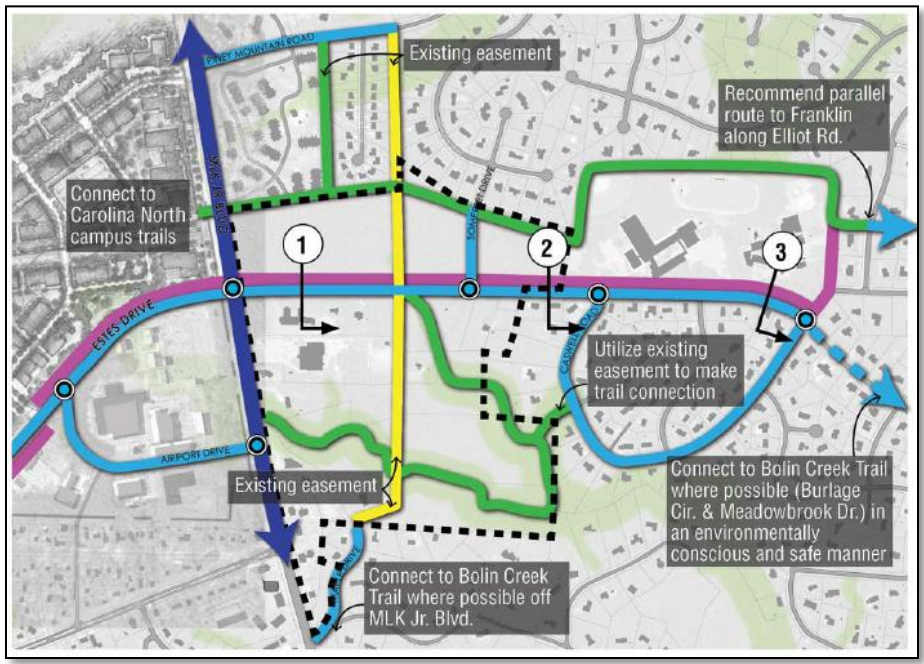 PINEY MOUNTAIN ROAD
Existing easement
Recommend parallel
route to Franklin
along Elliot Rd.
MLK JR BLVD
Connect to
Carolina North
campus trails
SOMERSET DRIVE
1
2
3
ESTES DRIVE
CASWELL ROAD
Utilize existing
easement to make
trail connection
AIRPORT DRIVE
Existing easement
Connect to Bolin Creek Trail
where possible (Burlage
Cir. & Meadowbrook Dr.) in
an environmentally
conscious and safe manner
DRIVE
Connect to Bolin Creek
Trail where possible off
MLK Jr. Blvd.